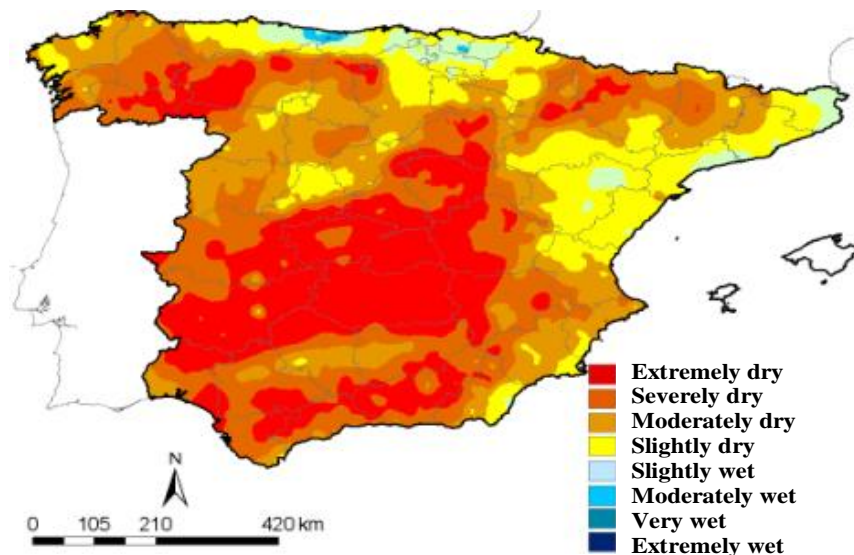 Extremely dry
Severely dry
Moderately dry
Slightly dry
Slightly wet
Moderately wet
Very wet
Extremely wet
N
0 105 210 420 km